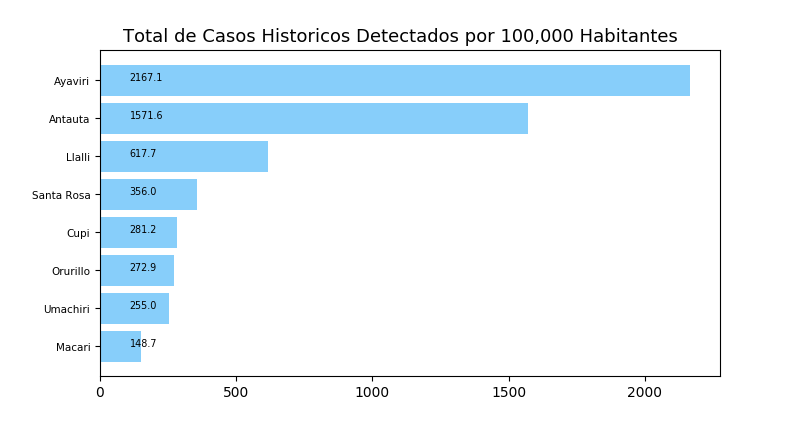 Total de Casos Historicos Detectados por 100,000 Habitantes
Ayaviri 2167.1
Antauta 1571.6
Llalli 617.7
Santa Rosa 356.0
Cupi 281.2
Orurillo 272.9
Umachiri 255.0
Macari 148.7
0 500 1000 1500 2000